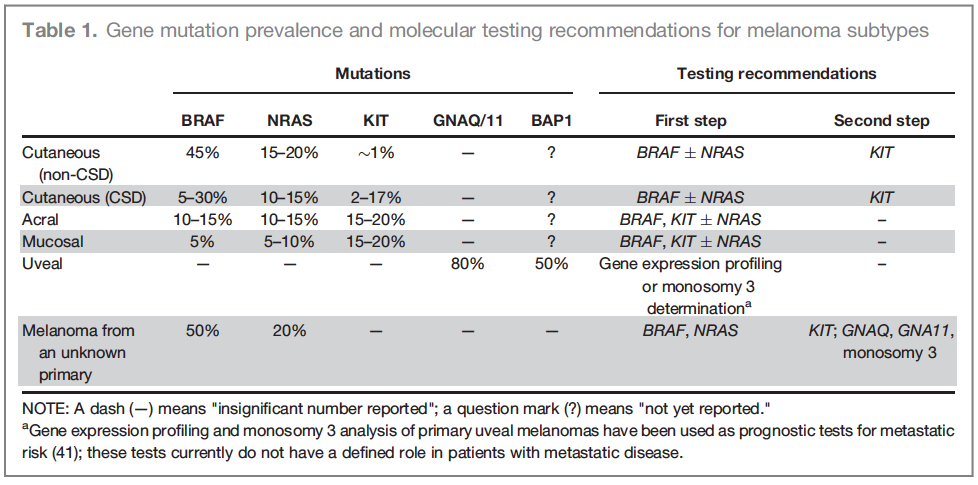 Table 1. Gene mutation prevalence and molecular testing recommendations for melanoma subtypes
Mutations Testing recommendations
BRAF NRAS KIT GNAQ/11 BAP1 First step Second step
Cutaneous (non-CSD) 45% 15–20% ~1% — ? BRAF ± NRAS KIT
Cutaneous (CSD) 5–30% 10–15% 2–17% — ? BRAF ± NRAS KIT
Acral 10–15% 10–15% 15–20% — ? BRAF, KIT ± NRAS –
Mucosal 5% 5–10% 15–20% — ? BRAF, KIT ± NRAS –
Uveal — — — 80% 50% Gene expression profiling or monosomy 3 determinationa –
Melanoma from an unknown primary 50% 20% — — — BRAF, NRAS KIT; GNAQ, GNA11, monosomy 3
NOTE: A dash (—) means "insignificant number reported"; a question mark (?) means "not yet reported."
aGene expression profiling and monosomy 3 analysis of primary uveal melanomas have been used as prognostic tests for metastatic
risk (41); these tests currently do not have a defined role in patients with metastatic disease.